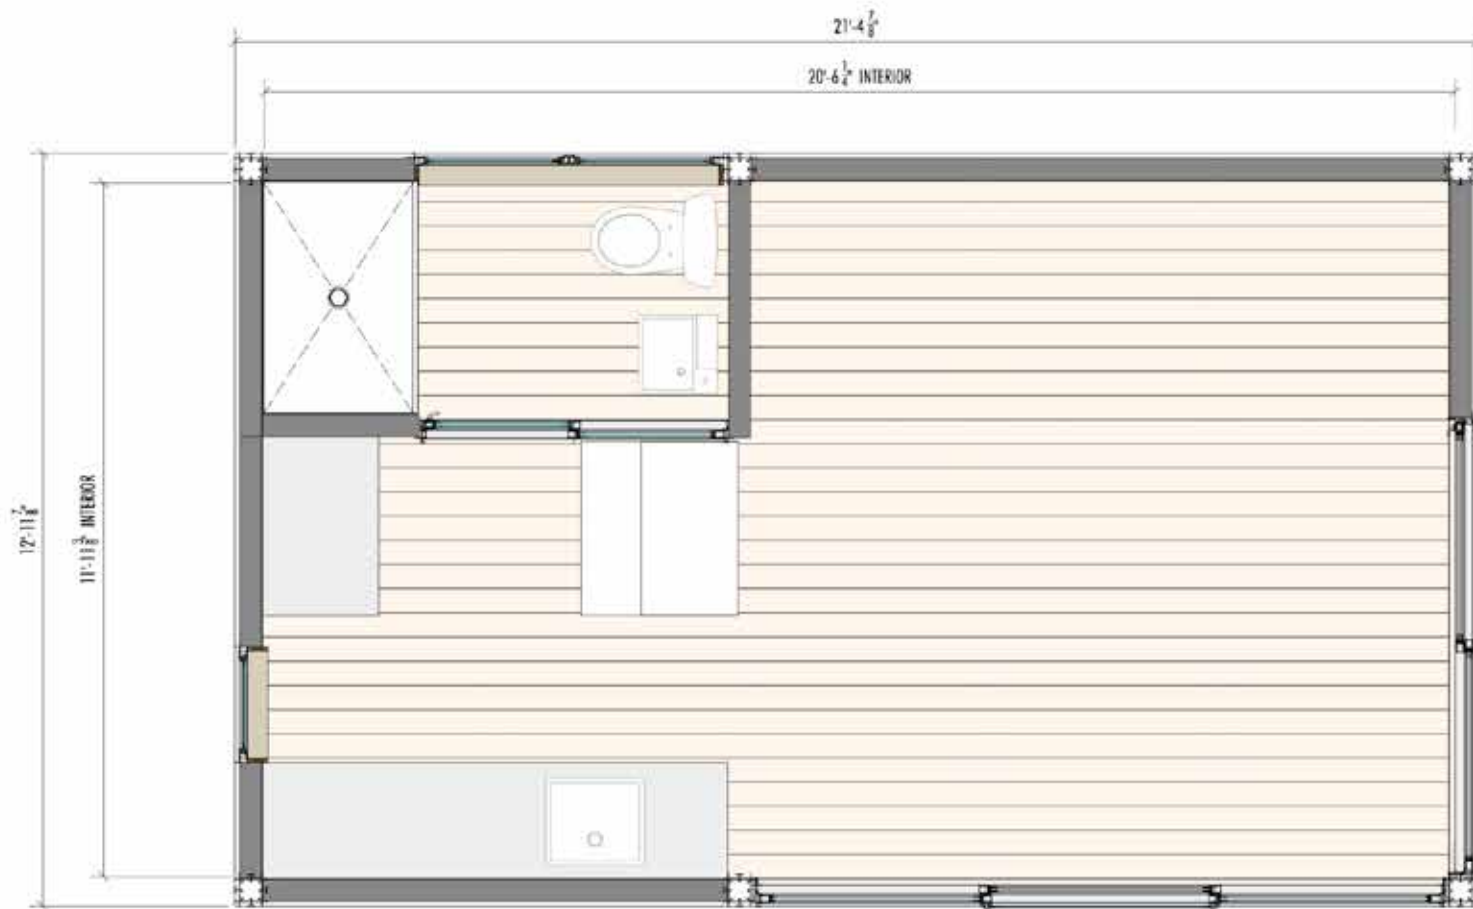 21'-4 7/8"
20'-6 1/4" INTERIOR
12'-11 7/8"
11'-11 3/8" INTERIOR